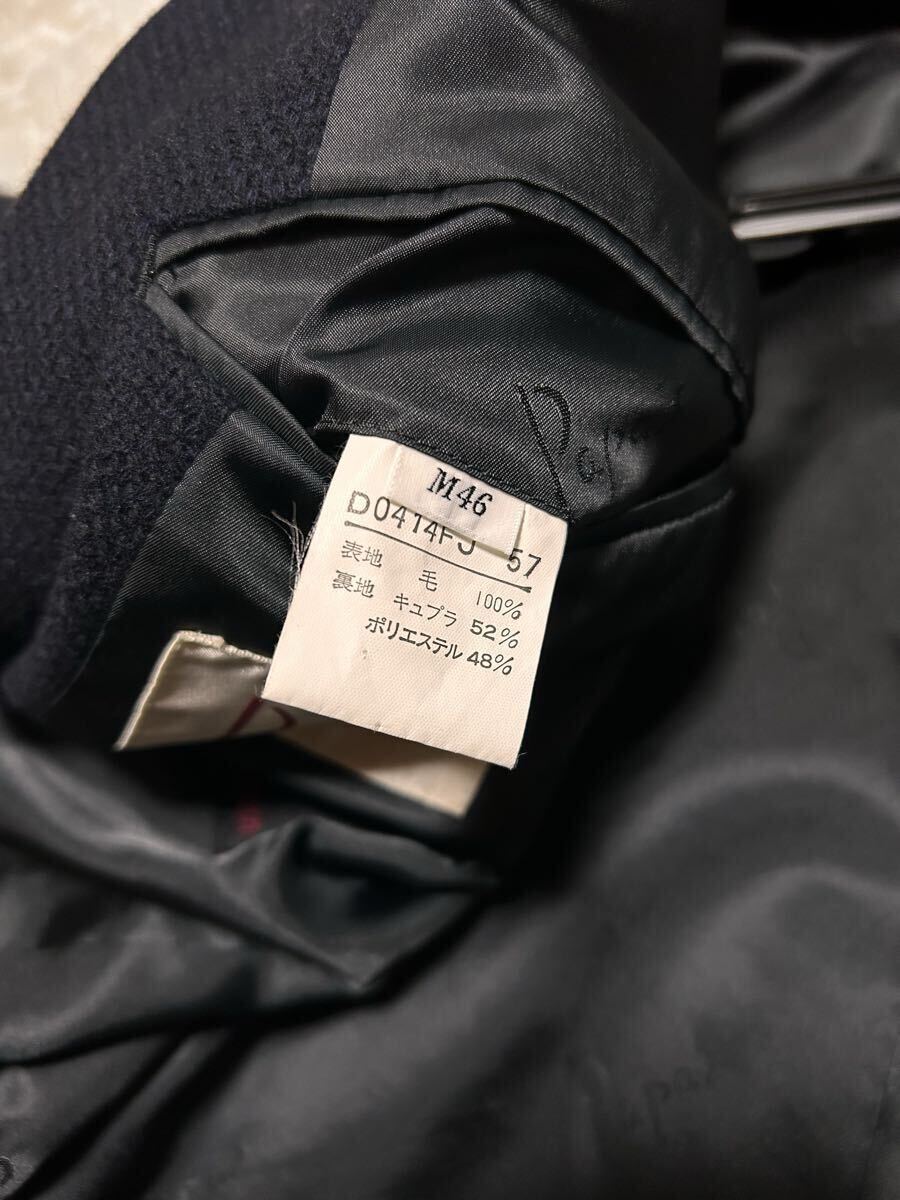 M46
D0414FJ 57
表地 毛 100%
裏地 キュプラ 52%
ポリエステル 48%